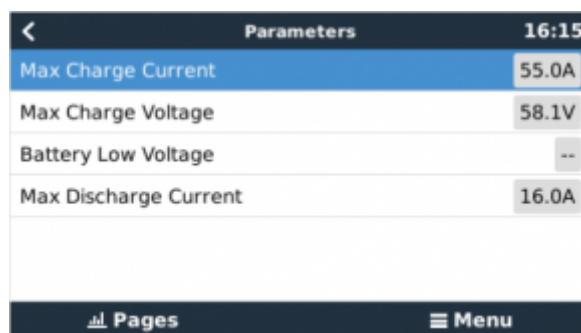 Parameters 16:15
Max Charge Current 55.0A
Max Charge Voltage 58.1V
Battery Low Voltage --
Max Discharge Current 16.0A
Pages Menu